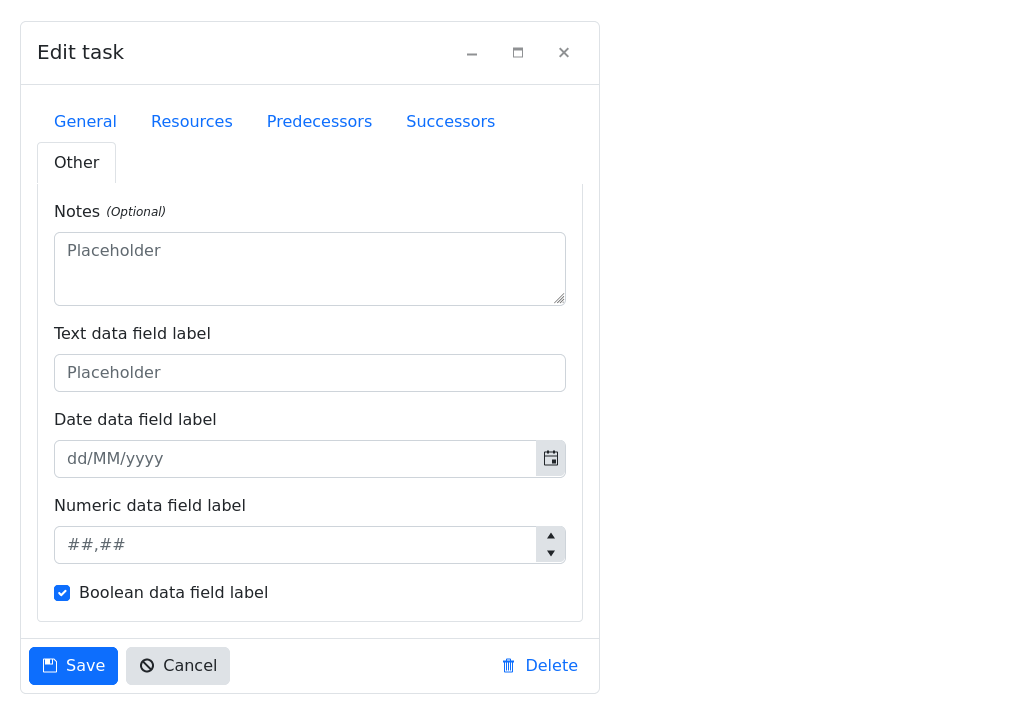 Edit task
General Resources Predecessors Successors
Other
Notes (Optional)
Placeholder
Text data field label
Placeholder
Date data field label
dd/MM/yyyy
Numeric data field label
##,##
Boolean data field label
Save Cancel Delete